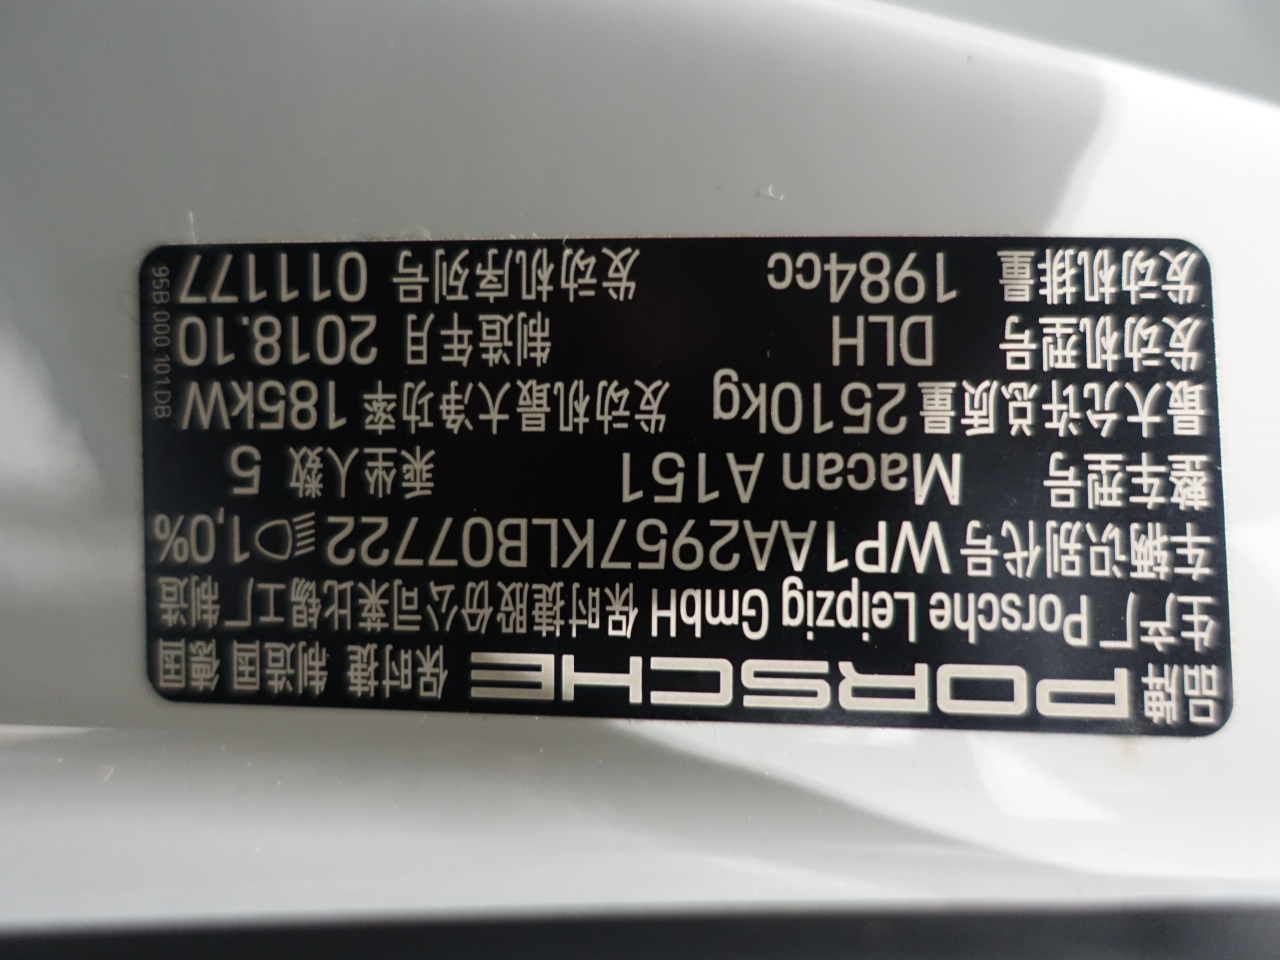 品牌 PORSCHE 保时捷 制造国 德国
生产厂 Porsche Leipzig GmbH 保时捷股份公司莱比锡工厂制造
车辆识别代号 WP1AA2957KLB07722 1,0%
整车型号 Macan A151 乘坐人数 5
最大允许总质量 2510kg 发动机最大净功率 185kW
发动机型号 DLH 制造年月 2018.10
发动机排量 1984cc 发动机序列号 011177
95B.000.101.DB